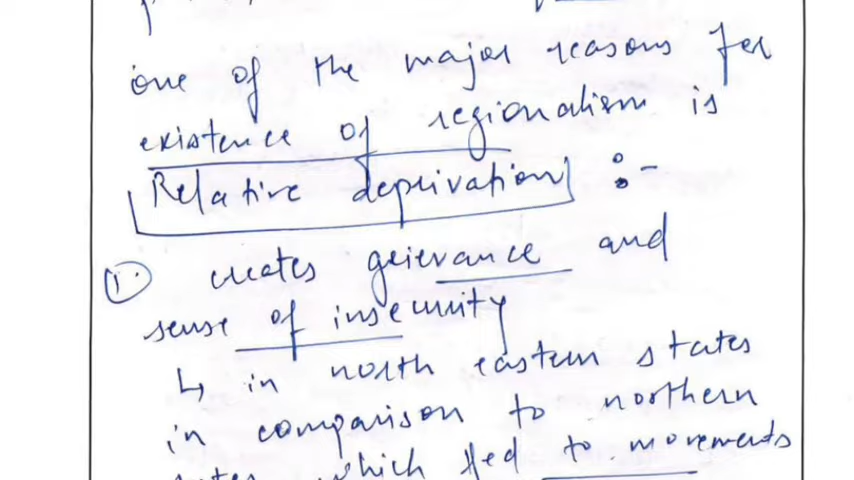 one of the major reasons for
existence of regionalism is
Relative deprivation :-
1. creates geievance and
sense of insecurity
↳ in north eastern states
in comparison to northern
which led to movements